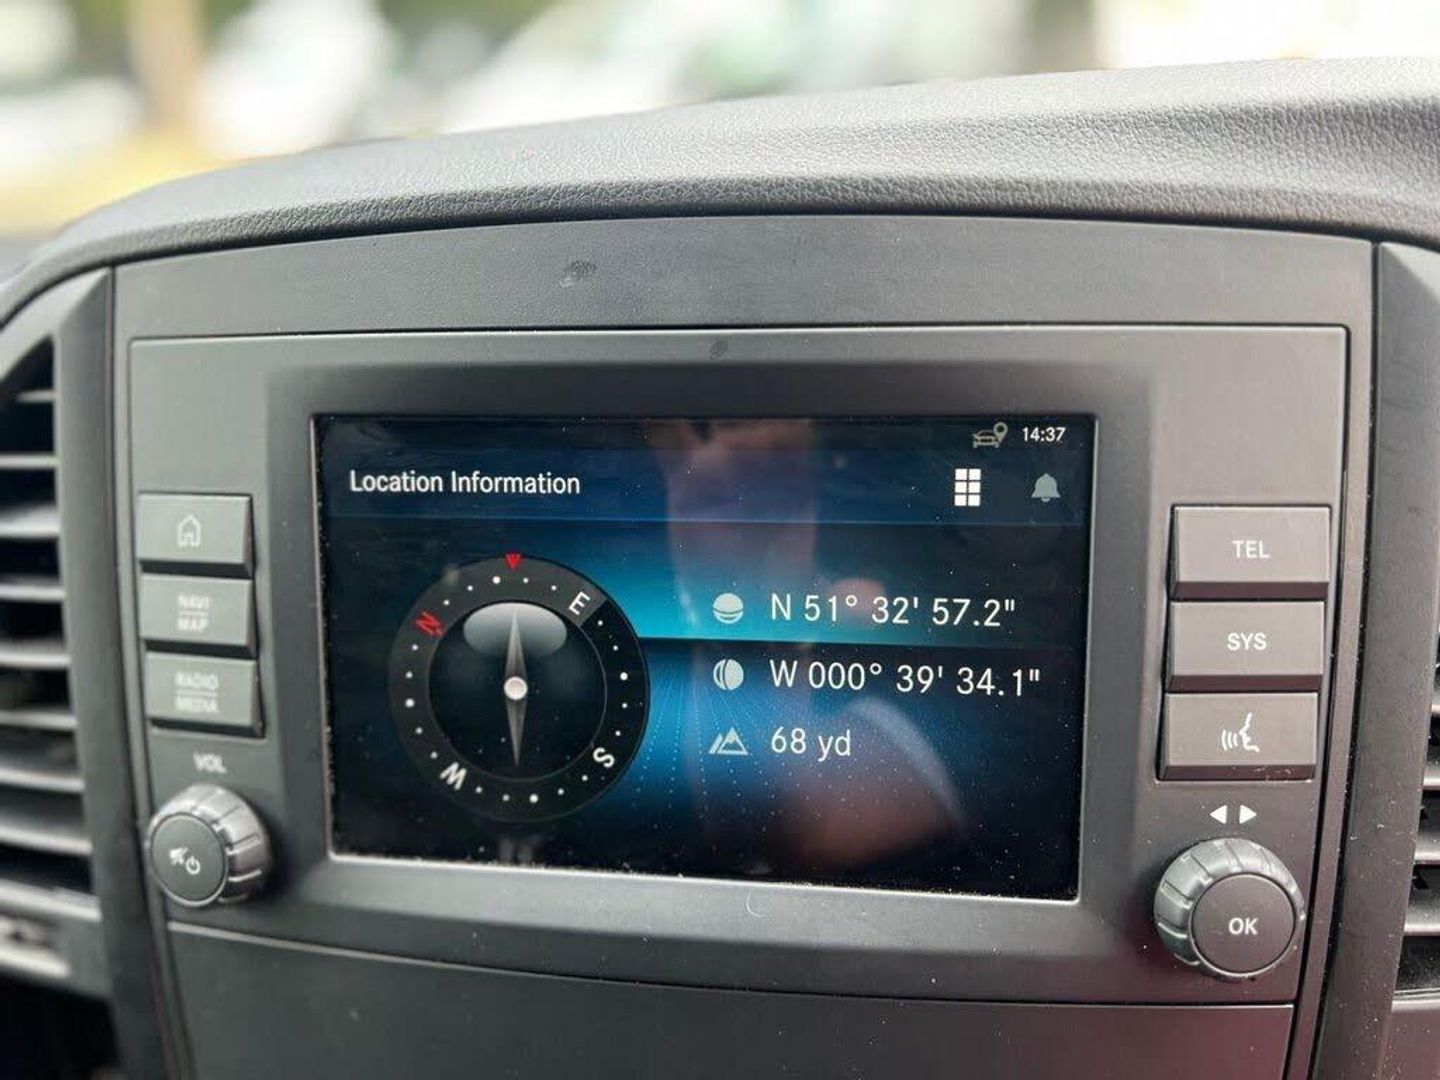 14:37
Location Information
N
E
S
W
N 51° 32' 57.2"
W 000° 39' 34.1"
68 yd
NAVI
MAP
RADIO
MEDIA
VOL
TEL
SYS
OK